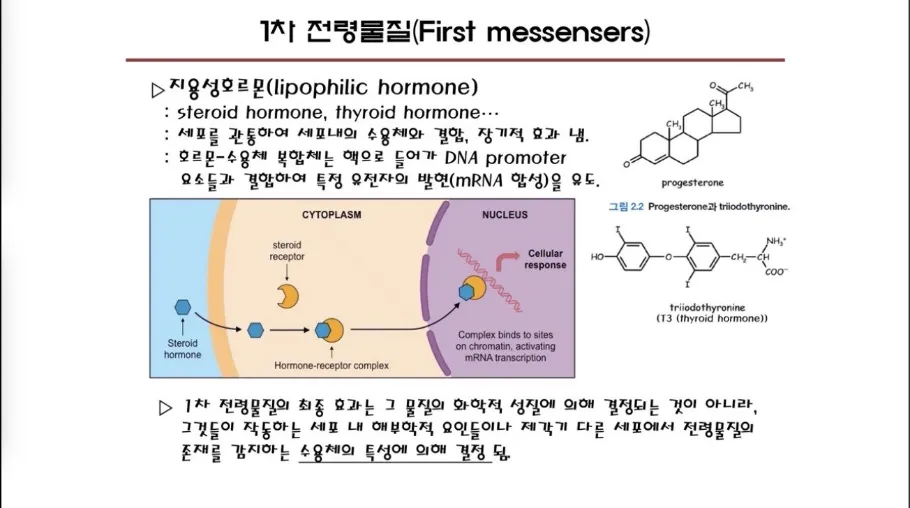 1차 전령물질(First messensers)
▷지용성호르몬(lipophilic hormone)
: steroid hormone, thyroid hormone…
: 세포를 관통하여 세포내의 수용체와 결합, 장기적 효과 냄.
: 호르몬-수용체 복합체는 핵으로 들어가 DNA promoter
요소들과 결합하여 특정 유전자의 발현(mRNA 합성)을 유도.
O
CH₃
CH₃
CH₃
O
progesterone
그림 2.2 Progesterone과 triiodothyronine.
I
I
NH₃⁺
HO
O
CH₂
CH
COO⁻
I
triiodothyronine
(T3 (thyroid hormone))
CYTOPLASM
NUCLEUS
steroid
receptor
Cellular
response
Steroid
hormone
Hormone-receptor complex
Complex binds to sites
on chromatin, activating
mRNA transcription
▷ 1차 전령물질의 최종 효과는 그 물질의 화학적 성질에 의해 결정되는 것이 아니라,
그것들이 작동하는 세포 내 해부학적 요인들이나 제각기 다른 세포에서 전령물질의
존재를 감지하는 수용체의 특성에 의해 결정 됨.